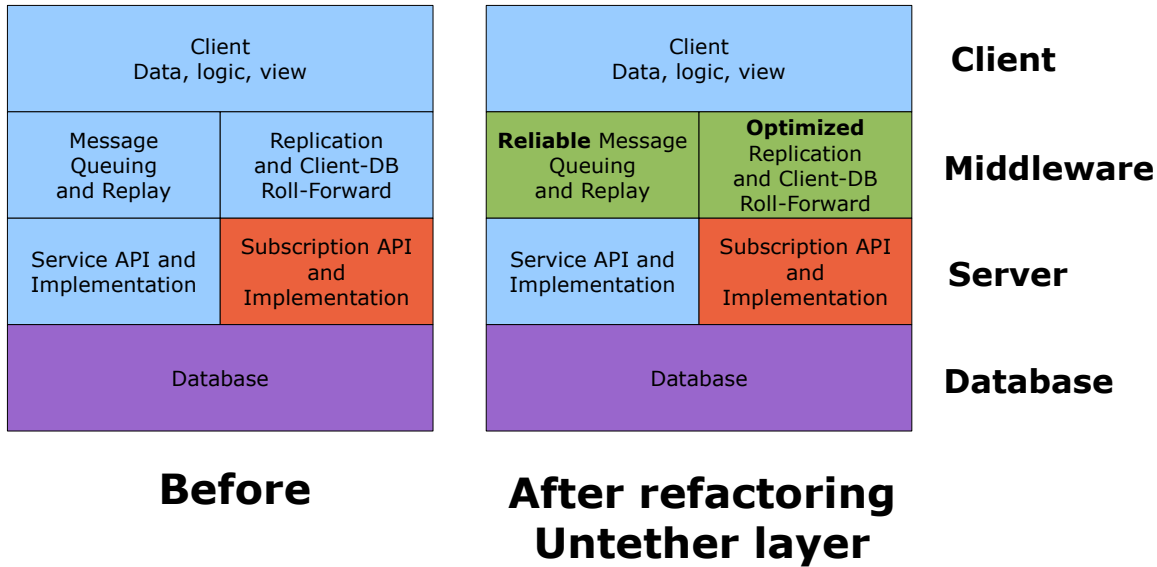 Client
Data, logic, view
Message
Queuing
and Replay
Replication
and Client-DB
Roll-Forward
Service API and
Implementation
Subscription API
and
Implementation
Database
Before
Client
Data, logic, view
Reliable Message
Queuing
and Replay
Optimized
Replication
and Client-DB
Roll-Forward
Service API and
Implementation
Subscription API
and
Implementation
Database
After refactoring
Untether layer
Client
Middleware
Server
Database